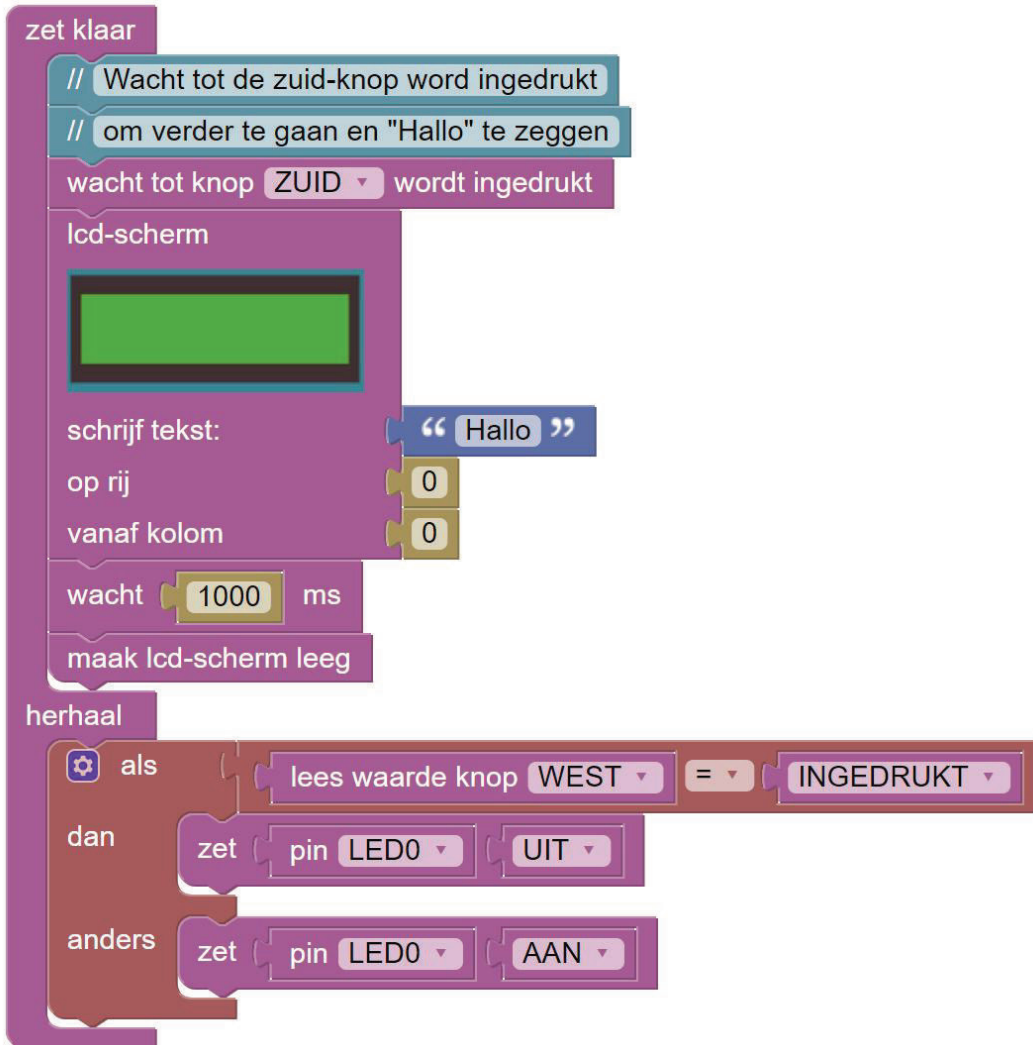 zet klaar
// Wacht tot de zuid-knop word ingedrukt
// om verder te gaan en "Hallo" te zeggen
wacht tot knop ZUID wordt ingedrukt
lcd-scherm
schrijf tekst: “ Hallo ”
op rij 0
vanaf kolom 0
wacht 1000 ms
maak lcd-scherm leeg
herhaal
als lees waarde knop WEST = INGEDRUKT
dan zet pin LED0 UIT
anders zet pin LED0 AAN